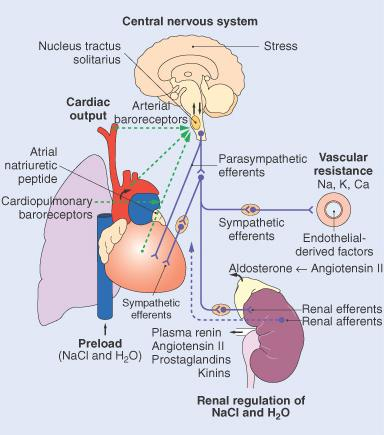 Central nervous system
Nucleus tractus
solitarius
Stress
Cardiac
output
Arterial
baroreceptors
Atrial
natriuretic
peptide
Parasympathetic
efferents
Vascular
resistance
Na, K, Ca
Cardiopulmonary
baroreceptors
Sympathetic
efferents
Endothelial-
derived factors
Aldosterone ← Angiotensin II
Sympathetic
efferents
Renal efferents
Renal afferents
Preload
(NaCl and H₂O)
Plasma renin
Angiotensin II
Prostaglandins
Kinins
Renal regulation of
NaCl and H₂O